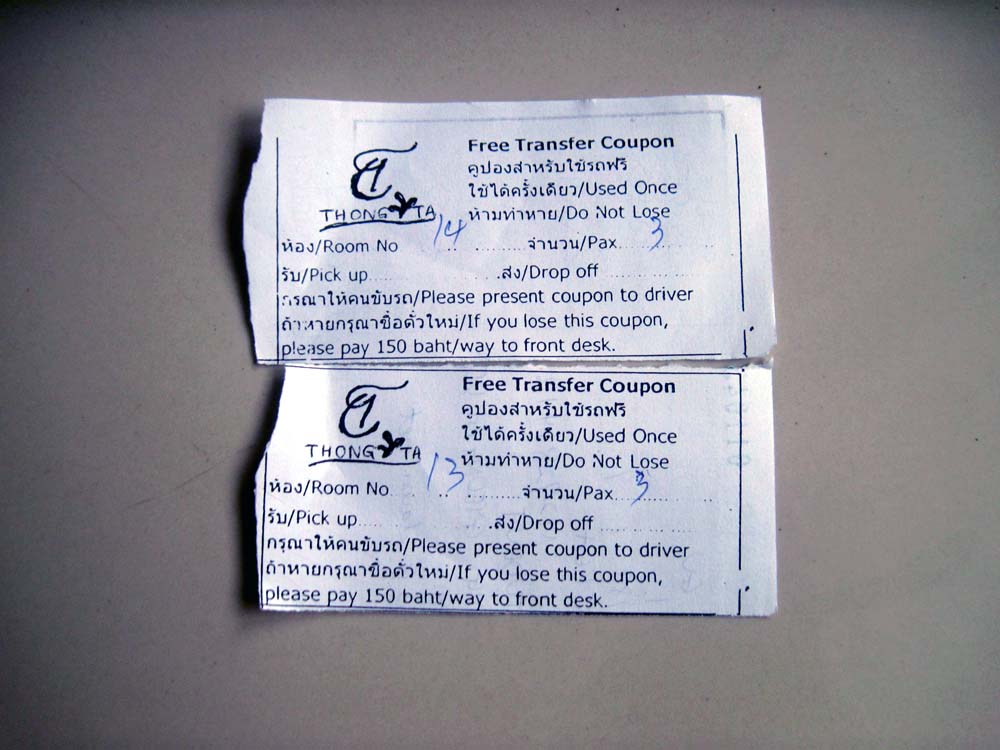 Free Transfer Coupon
คูปองสำหรับใช้รถฟรี
ใช้ได้ครั้งเดียว/Used Once
THONG TA ห้ามทำหาย/Do Not Lose
ห้อง/Room No 14 จำนวน/Pax 3
รับ/Pick up ส่ง/Drop off
กรุณาให้คนขับรถ/Please present coupon to driver
ถ้าหายกรุณาซื่อตั๋วใหม่/If you lose this coupon,
please pay 150 baht/way to front desk.
Free Transfer Coupon
คูปองสำหรับใช้รถฟรี
ใช้ได้ครั้งเดียว/Used Once
THONG TA ห้ามทำหาย/Do Not Lose
ห้อง/Room No 13 จำนวน/Pax 3
รับ/Pick up ส่ง/Drop off
กรุณาให้คนขับรถ/Please present coupon to driver
ถ้าหายกรุณาซื่อตั๋วใหม่/If you lose this coupon,
please pay 150 baht/way to front desk.